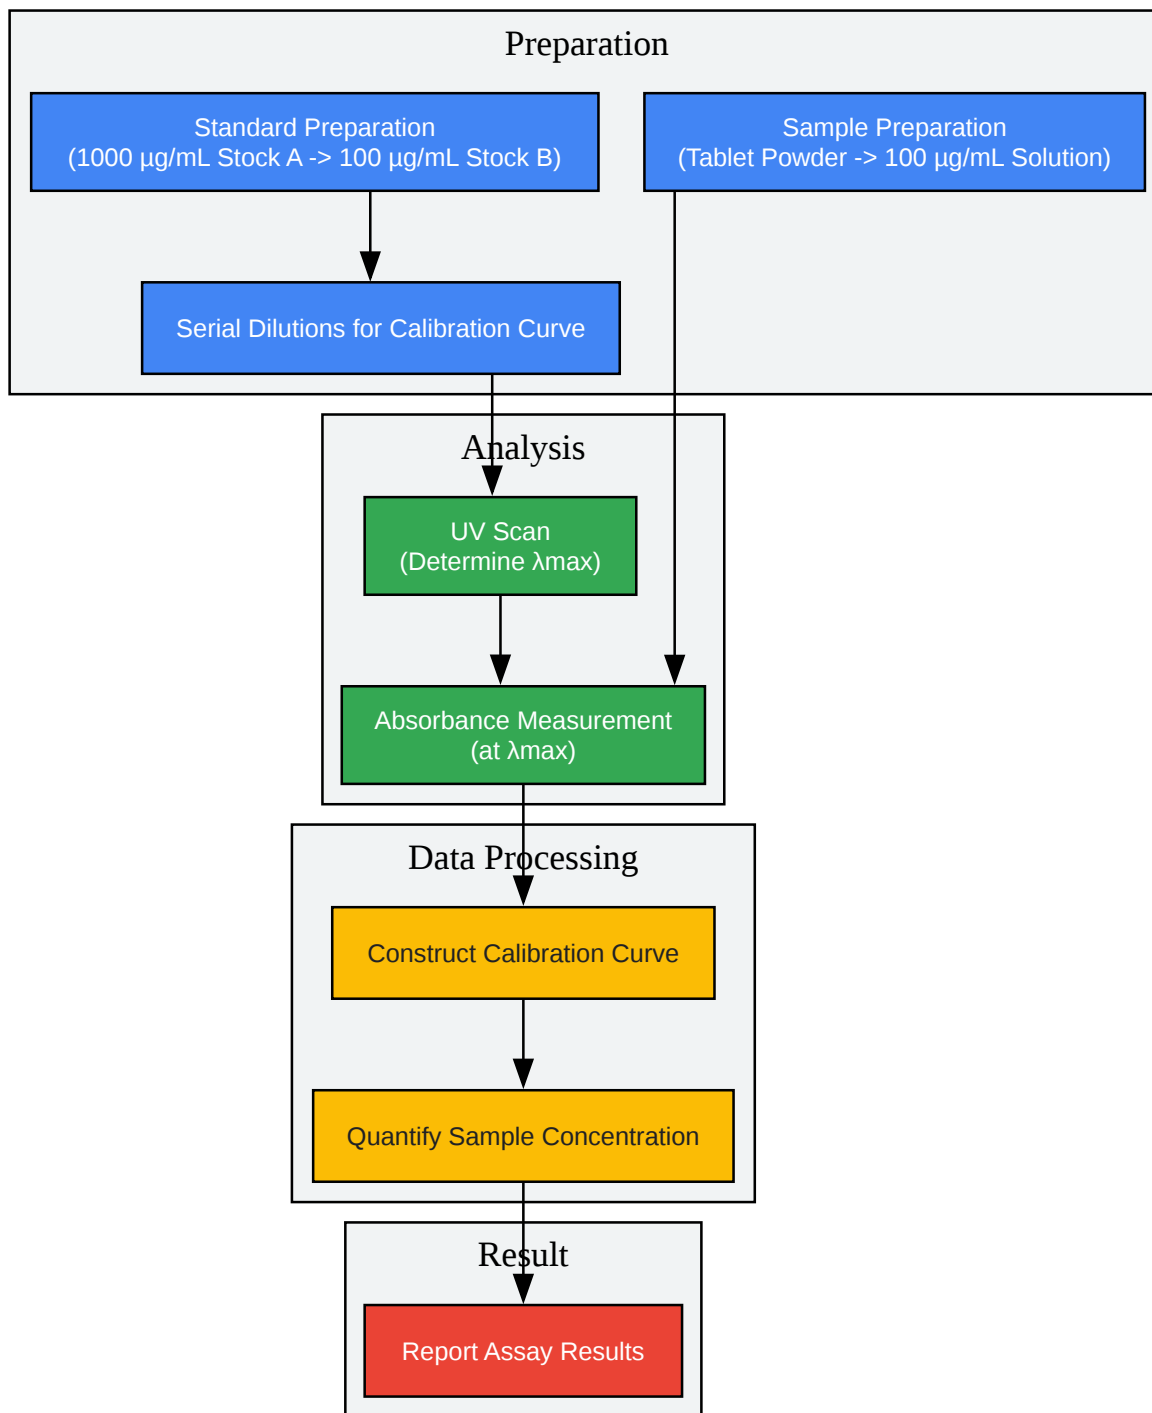 Preparation
Standard Preparation
(1000 µg/mL Stock A -> 100 µg/mL Stock B)
Sample Preparation
(Tablet Powder -> 100 µg/mL Solution)
Serial Dilutions for Calibration Curve
Analysis
UV Scan
(Determine λmax)
Absorbance Measurement
(at λmax)
Data Processing
Construct Calibration Curve
Quantify Sample Concentration
Result
Report Assay Results